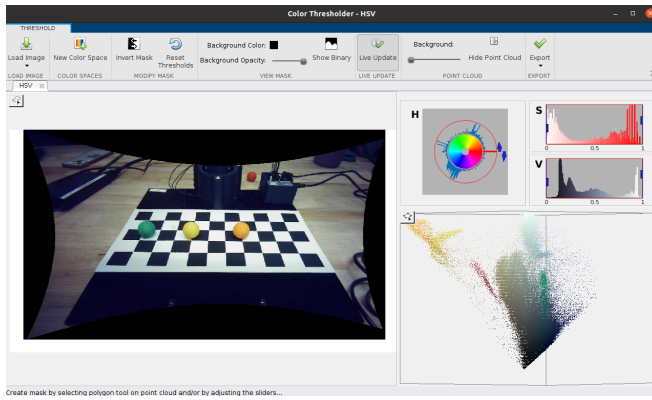 Color Thresholder - HSV
THRESHOLD
Load Image
New Color Space
Invert Mask
Reset Thresholds
Background Color:
Background Opacity:
Show Binary
Live Update
Background:
Hide Point Cloud
Export
LOAD IMAGE
COLOR SPACES
MODIFY MASK
VIEW MASK
LIVE UPDATE
POINT CLOUD
EXPORT
HSV
H
S
0 0.5 1
V
0 0.5 1
Create mask by selecting polygon tool on point cloud and/or by adjusting the sliders...